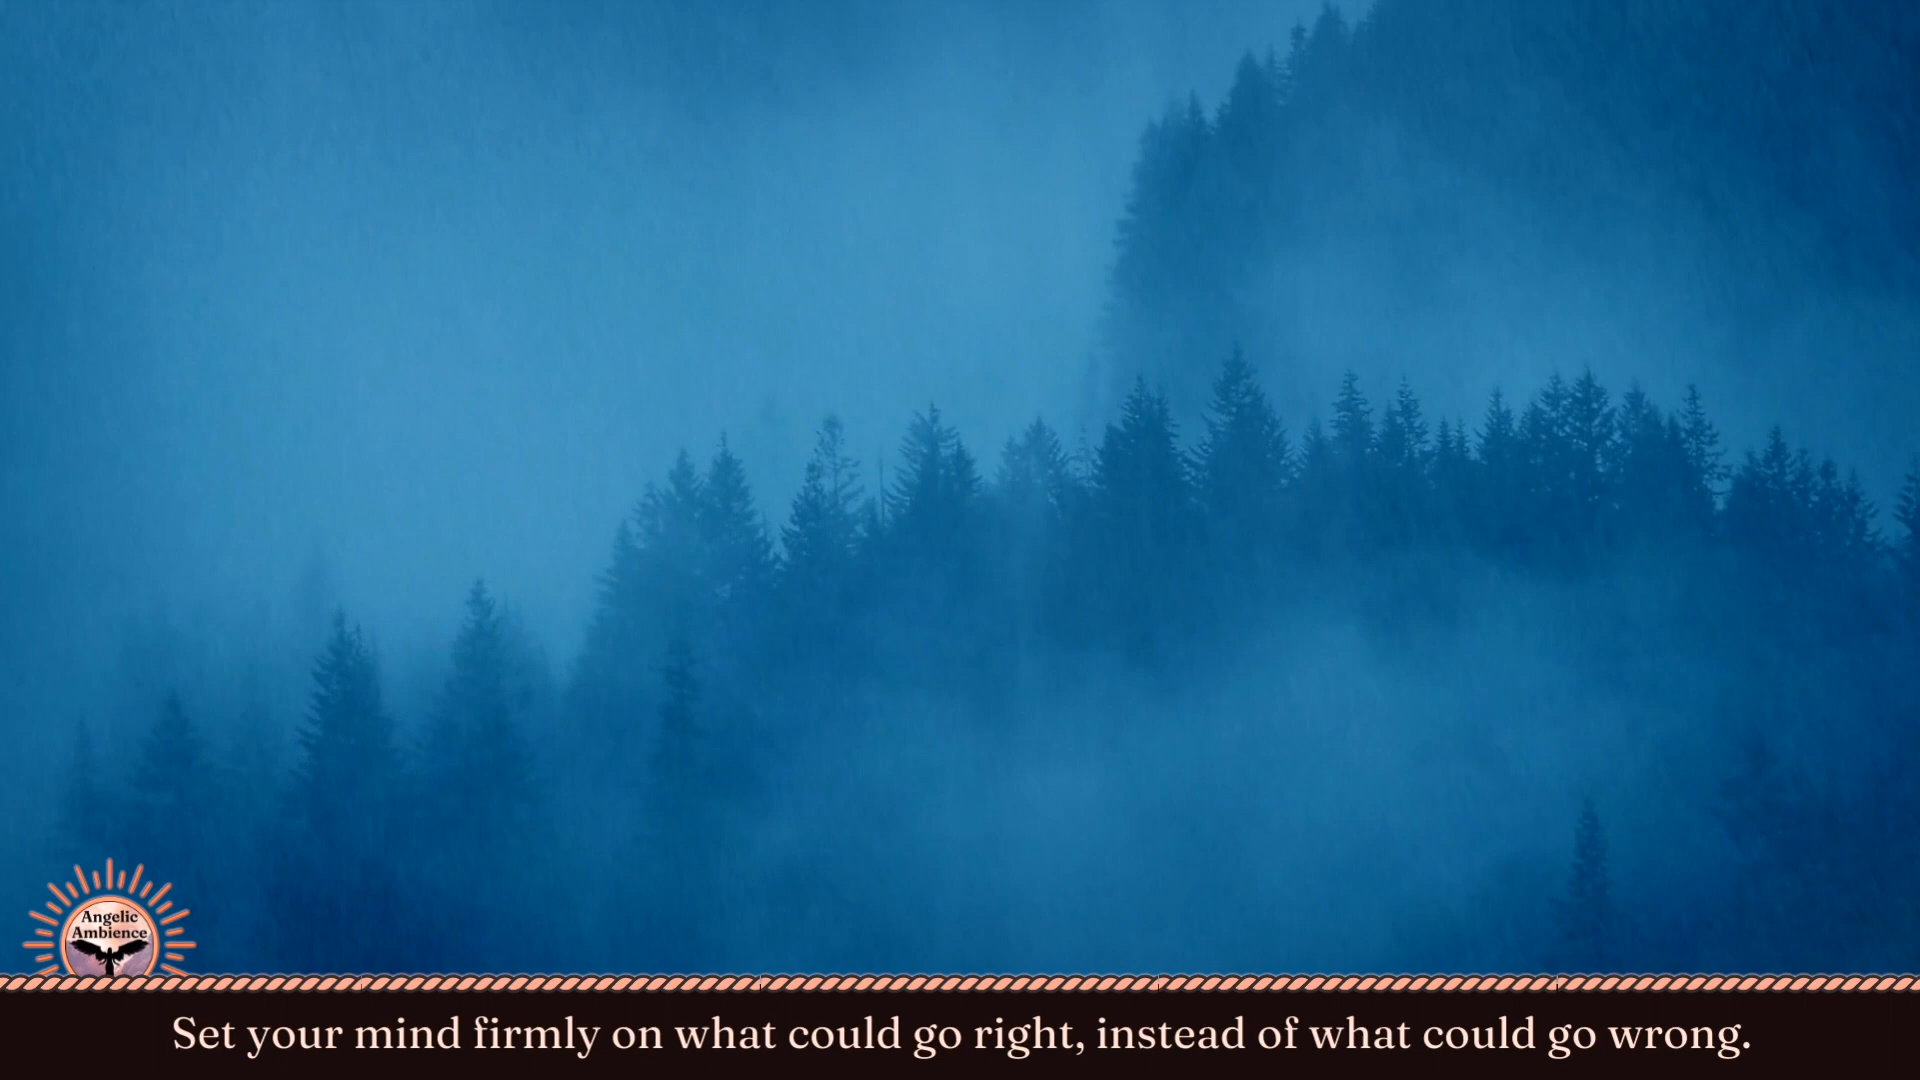 Angelic
Ambience
Set your mind firmly on what could go right, instead of what could go wrong.